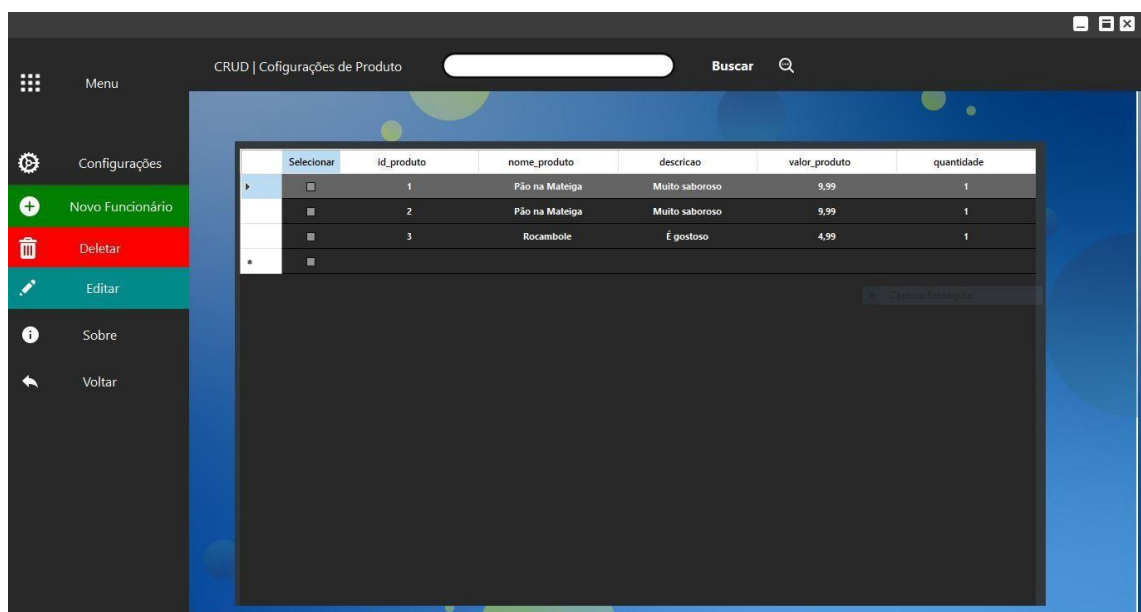 CRUD | Cofigurações de Produto
Buscar
Menu
Configurações
Novo Funcionário
Deletar
Editar
Sobre
Voltar
Selecionar id_produto nome_produto descricao valor_produto quantidade
1 Pão na Mateiga Muito saboroso 9,99 1
2 Pão na Mateiga Muito saboroso 9,99 1
3 Rocambole É gostoso 4,99 1
Captura Retangular